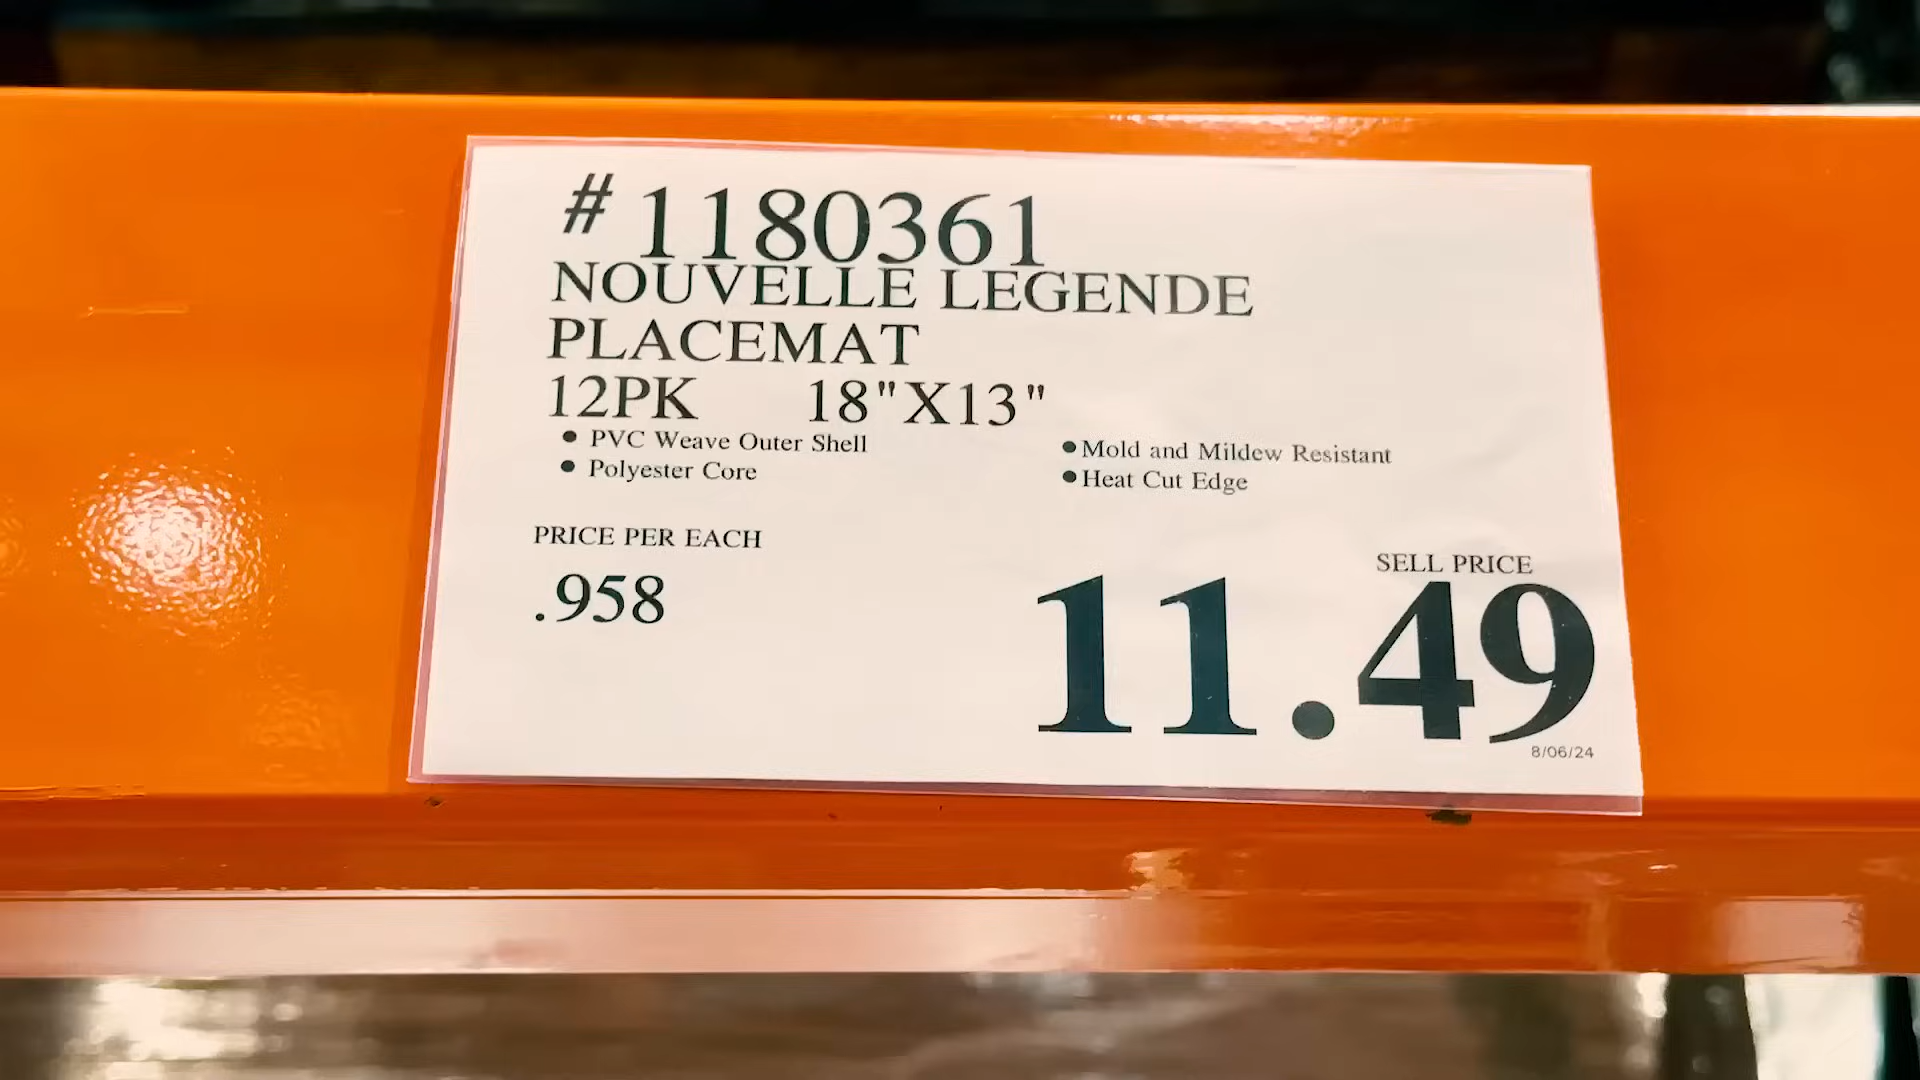 #1180361
NOUVELLE LEGENDE
PLACEMAT
12PK 18"X13"
• PVC Weave Outer Shell
• Polyester Core
• Mold and Mildew Resistant
• Heat Cut Edge
PRICE PER EACH
.958
SELL PRICE
11.49
8/06/24